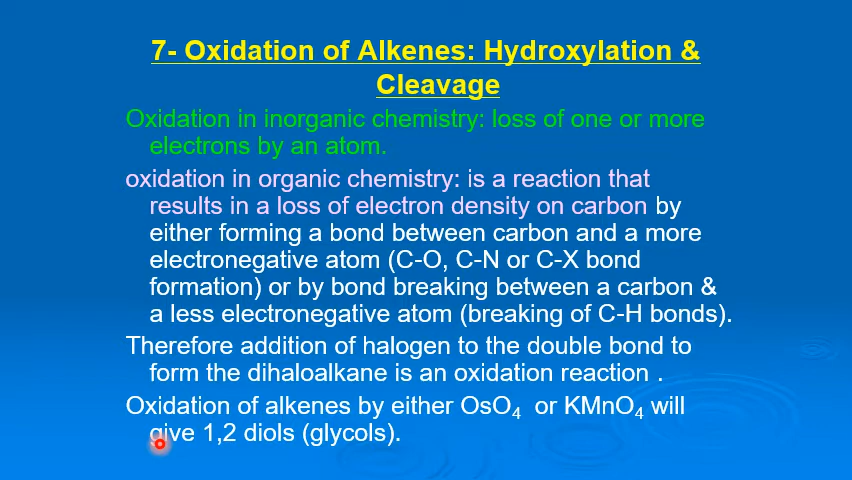 7- Oxidation of Alkenes: Hydroxylation &
Cleavage
Oxidation in inorganic chemistry: loss of one or more
electrons by an atom.
oxidation in organic chemistry: is a reaction that
results in a loss of electron density on carbon by
either forming a bond between carbon and a more
electronegative atom (C-O, C-N or C-X bond
formation) or by bond breaking between a carbon &
a less electronegative atom (breaking of C-H bonds).
Therefore addition of halogen to the double bond to
form the dihaloalkane is an oxidation reaction .
Oxidation of alkenes by either OsO₄ or KMnO₄ will
give 1,2 diols (glycols).